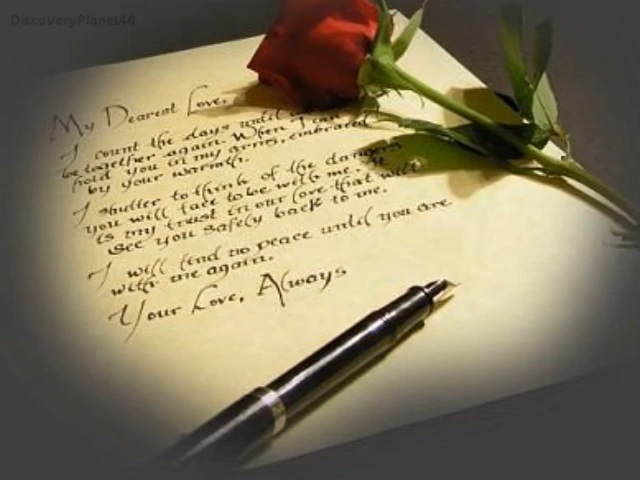 DiscoveryPlanet46
My Dearest Love,
I count the days until
be together again. When I can
hold you in my arms, embraced
by your warmth.
I shutter to think of the dangers
you will face to be with me. It
is my trust in our love that will
see you safely back to me.
I will find no peace until you are
with me again.
Your Love, Always